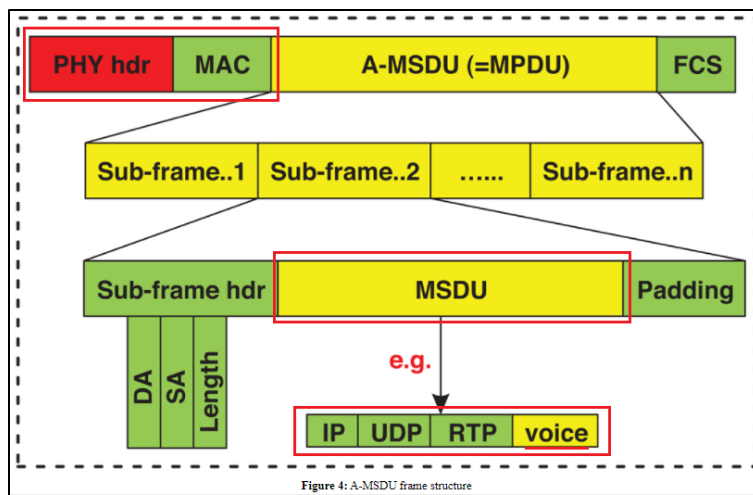 PHY hdr MAC A-MSDU (=MPDU) FCS
Sub-frame..1 Sub-frame..2 …... Sub-frame..n
Sub-frame hdr MSDU Padding
DA SA Length
e.g.
IP UDP RTP voice
Figure 4: A-MSDU frame structure